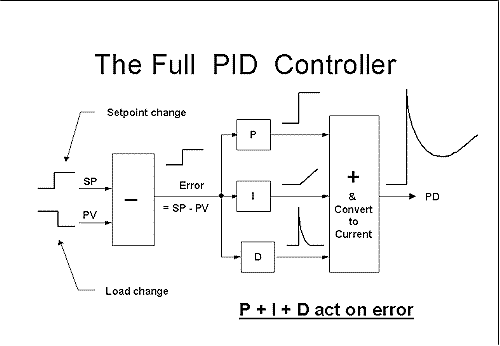 The Full PID Controller
Setpoint change
SP
PV
−
Error
= SP - PV
P
I
D
+
&
Convert
to
Current
PD
Load change
P + I + D act on error